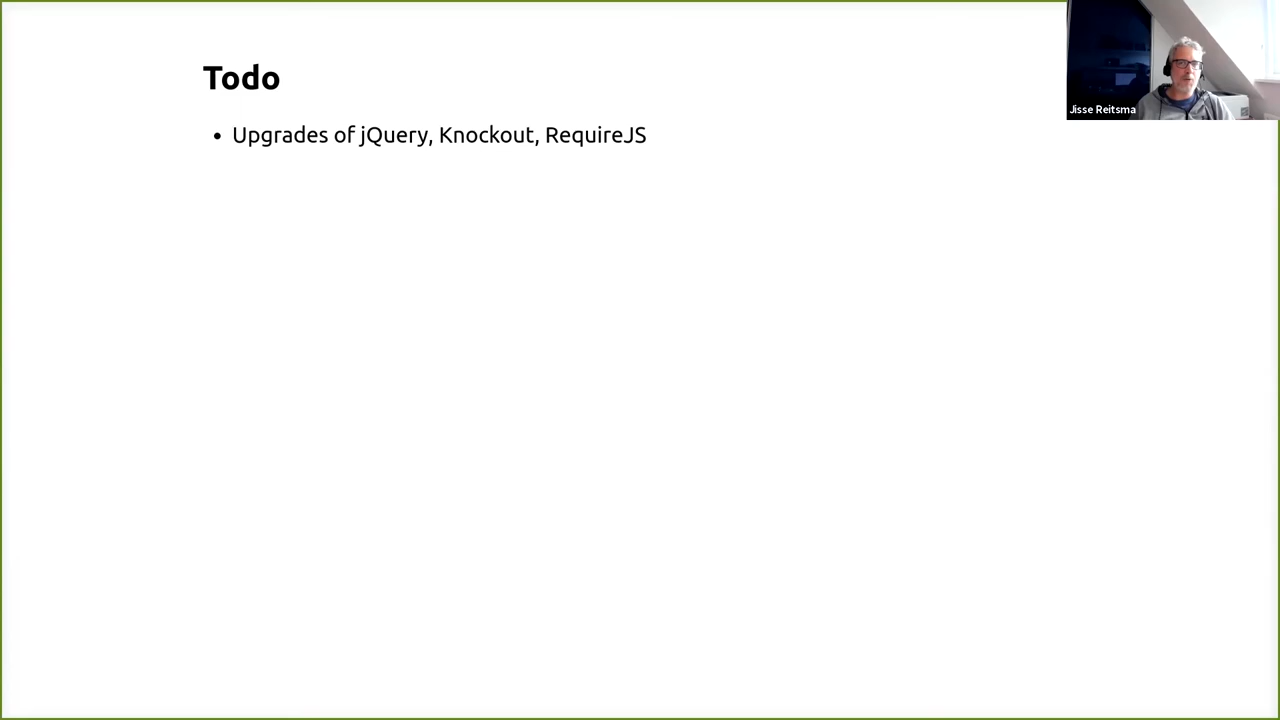 Todo
• Upgrades of jQuery, Knockout, RequireJS
Jisse Reitsma